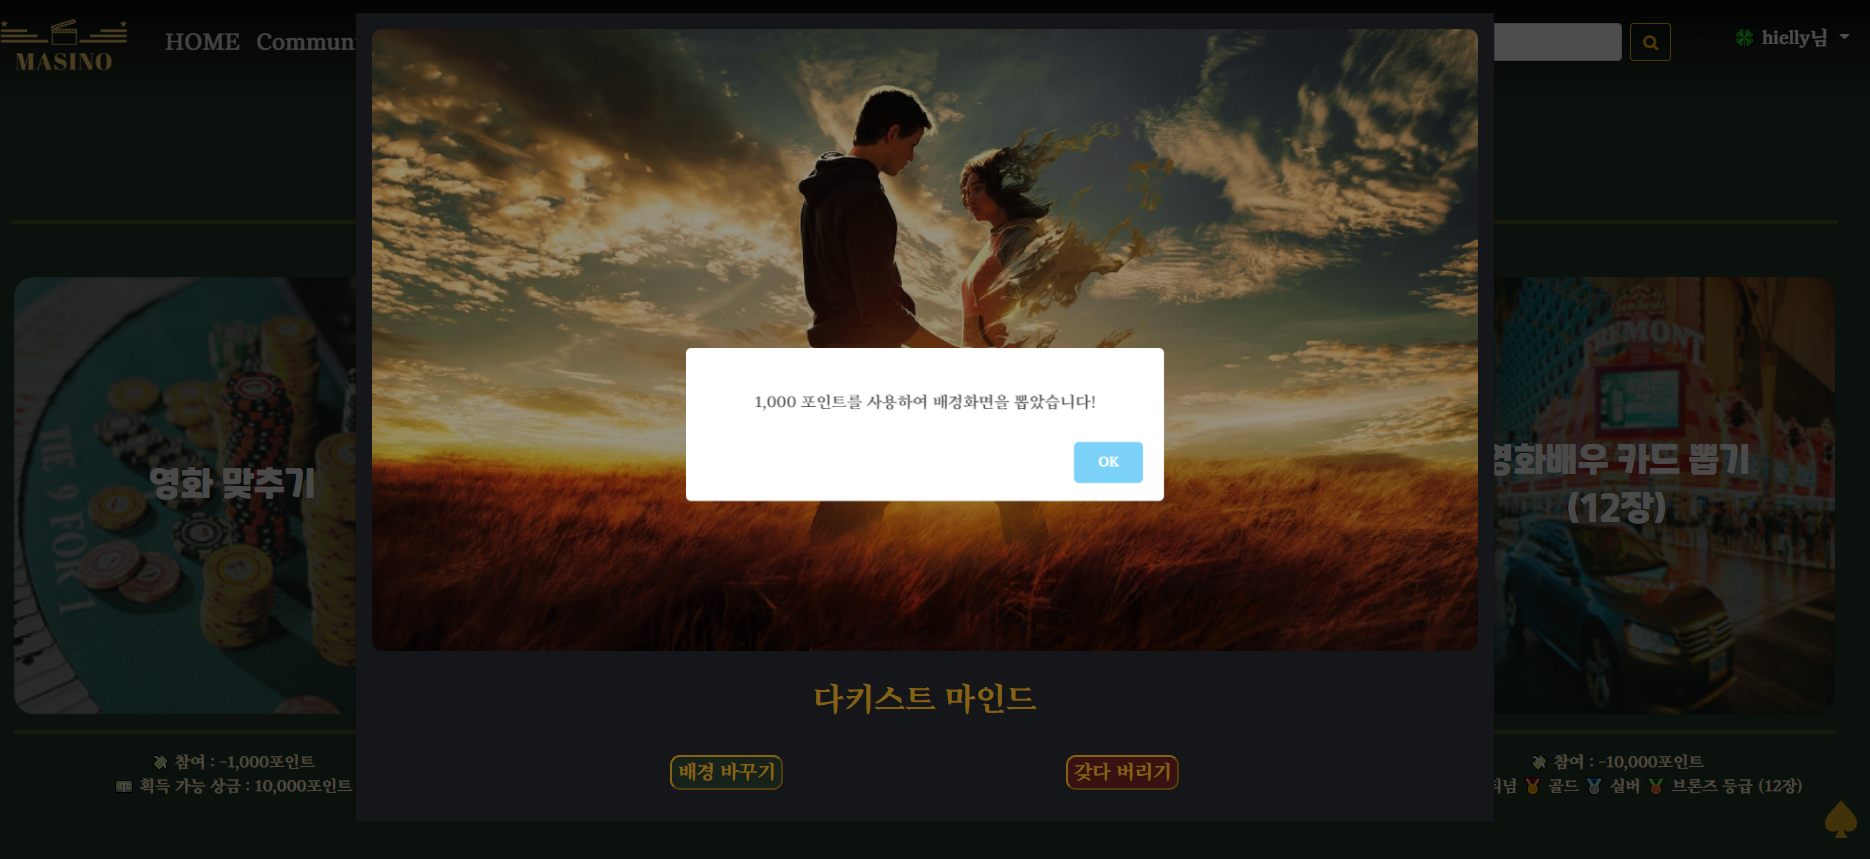 MASINO
HOME Commun
hielly님
THE 9 FOR 1
영화 맞추기
FREMONT
영화배우 카드 뽑기
(12장)
1,000 포인트를 사용하여 배경화면을 뽑았습니다!
OK
다키스트 마인드
배경 바꾸기
갖다 버리기
참여 : -1,000포인트
획득 가능 상금 : 10,000포인트
참여 : -10,000포인트
골드 실버 브론즈 등급 (12장)